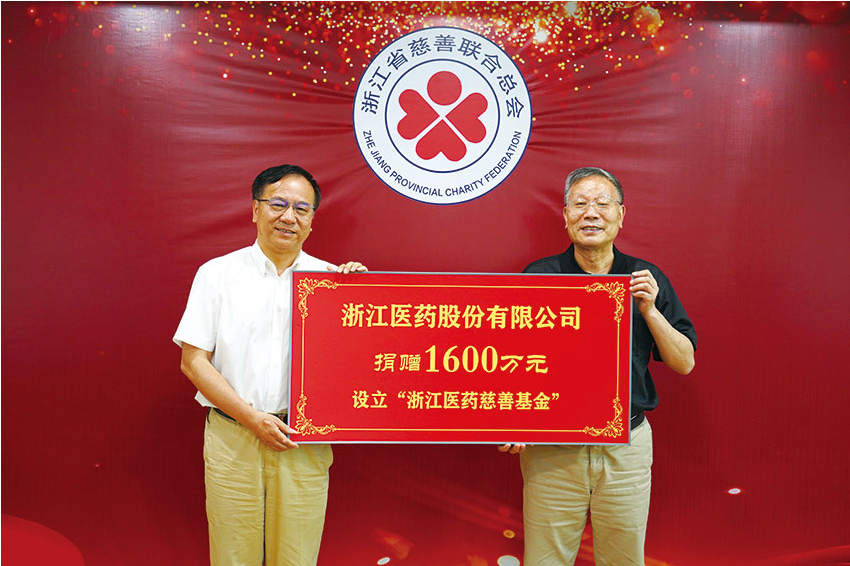 浙江省慈善联合总会
ZHE JIANG PROVINCIAL CHARITY FEDERATION
浙江医药股份有限公司
捐赠1600万元
设立“浙江医药慈善基金”